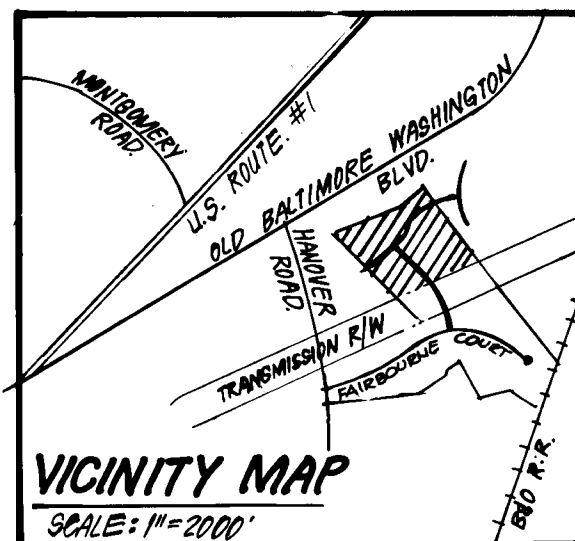 MONTGOMERY
ROAD.
U.S. ROUTE. #1
OLD BALTIMORE WASHINGTON
BLVD.
HANOVER
ROAD.
TRANSMISSION R/W
FAIRBOURNE COURT
B&O R.R.
VICINITY MAP
SCALE: 1"=2000'